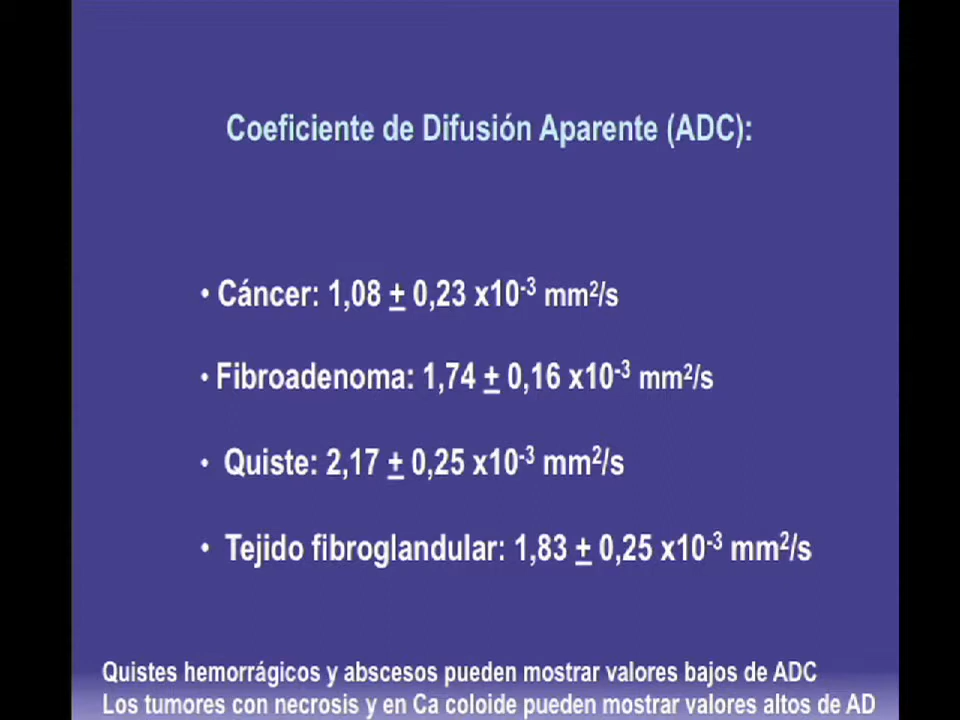 Coeficiente de Difusión Aparente (ADC):
• Cáncer: 1,08 ± 0,23 x10⁻³ mm²/s
• Fibroadenoma: 1,74 ± 0,16 x10⁻³ mm²/s
• Quiste: 2,17 ± 0,25 x10⁻³ mm²/s
• Tejido fibroglandular: 1,83 ± 0,25 x10⁻³ mm²/s
Quistes hemorrágicos y abscesos pueden mostrar valores bajos de ADC
Los tumores con necrosis y en Ca coloide pueden mostrar valores altos de AD